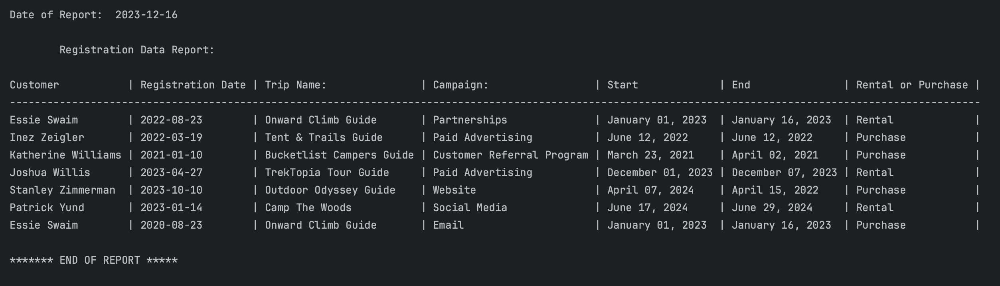 Date of Report:  2023-12-16
Registration Data Report:
Customer | Registration Date | Trip Name: | Campaign: | Start | End | Rental or Purchase |
------------------------------------------------------------------------------------------------------------------------------------------------------------
Essie Swaim | 2022-08-23 | Onward Climb Guide | Partnerships | January 01, 2023 | January 16, 2023 | Rental |
Inez Zeigler | 2022-03-19 | Tent & Trails Guide | Paid Advertising | June 12, 2022 | June 12, 2022 | Purchase |
Katherine Williams | 2021-01-10 | Bucketlist Campers Guide | Customer Referral Program | March 23, 2021 | April 02, 2021 | Purchase |
Joshua Willis | 2023-04-27 | TrekTopia Tour Guide | Paid Advertising | December 01, 2023 | December 07, 2023 | Rental |
Stanley Zimmerman | 2023-10-10 | Outdoor Odyssey Guide | Website | April 07, 2024 | April 15, 2022 | Purchase |
Patrick Yund | 2023-01-14 | Camp The Woods | Social Media | June 17, 2024 | June 29, 2024 | Rental |
Essie Swaim | 2020-08-23 | Onward Climb Guide | Email | January 01, 2023 | January 16, 2023 | Purchase |
******* END OF REPORT *****